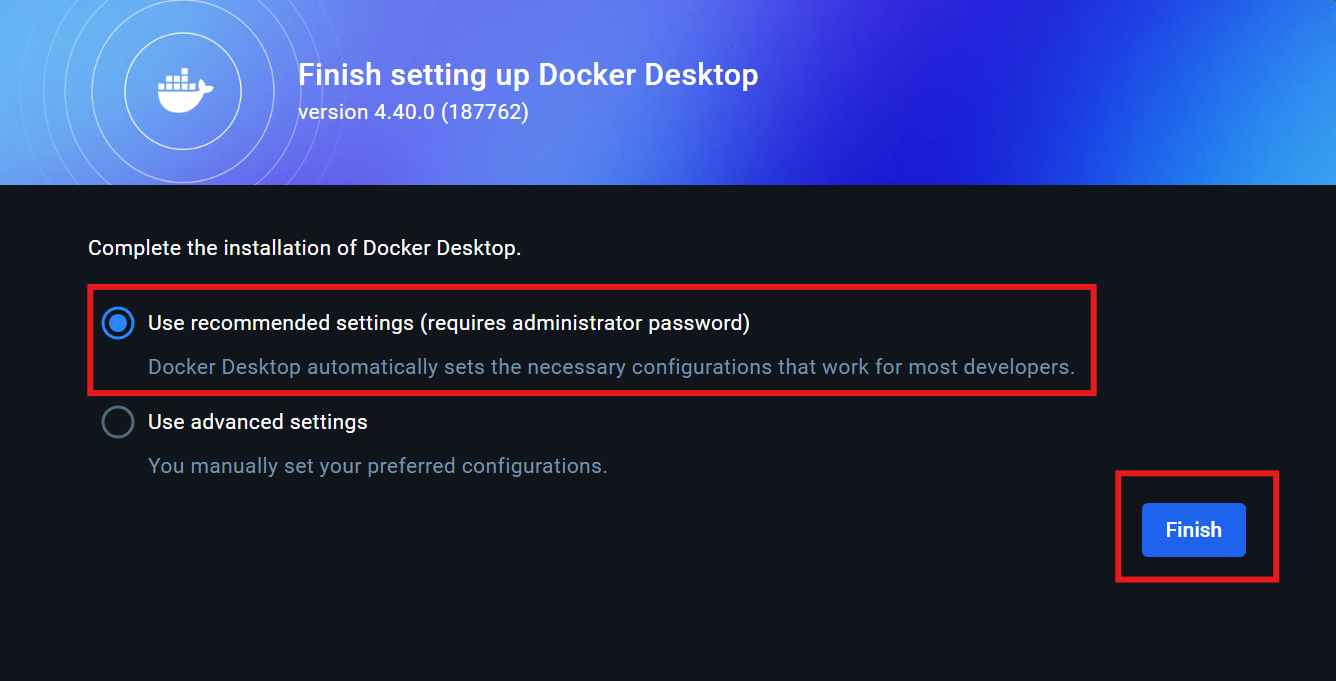 Finish setting up Docker Desktop
version 4.40.0 (187762)
Complete the installation of Docker Desktop.
Use recommended settings (requires administrator password)
Docker Desktop automatically sets the necessary configurations that work for most developers.
Use advanced settings
You manually set your preferred configurations.
Finish